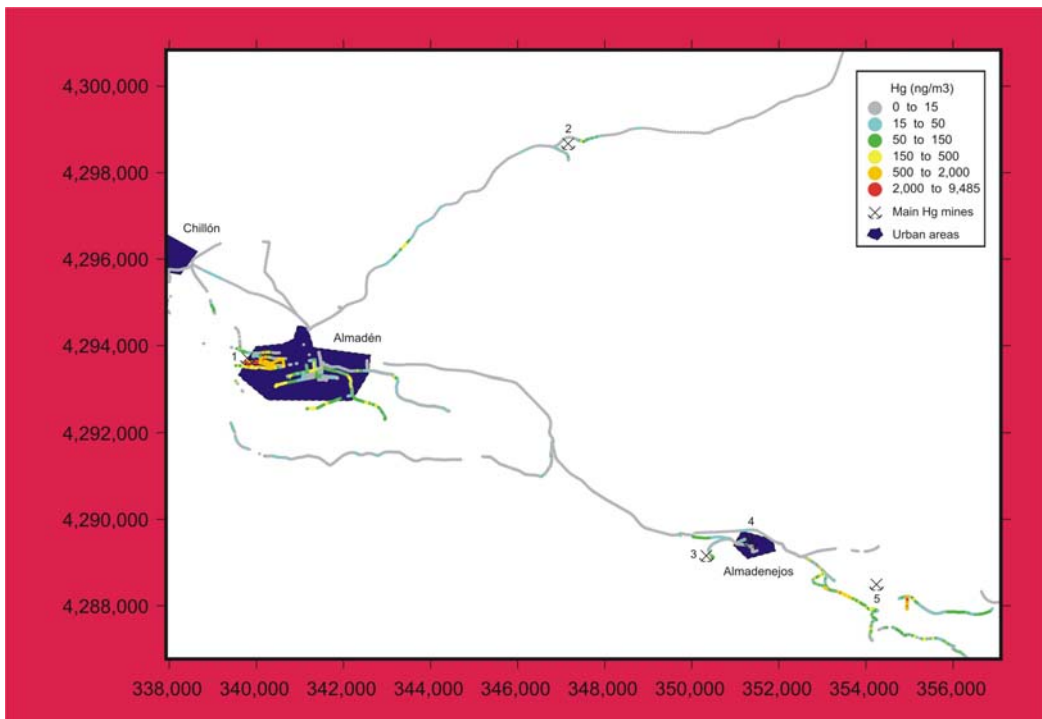 4,300,000
4,298,000
4,296,000
4,294,000
4,292,000
4,290,000
4,288,000
Hg (ng/m3)
0 to 15
15 to 50
50 to 150
150 to 500
500 to 2,000
2,000 to 9,485
Main Hg mines
Urban areas
2
Chillón
Almadén
1
4
3
Almadenejos
5
338,000 340,000 342,000 344,000 346,000 348,000 350,000 352,000 354,000 356,000